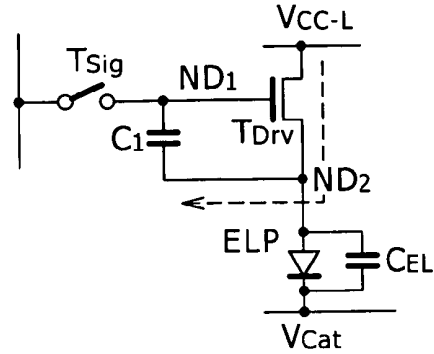 VCC-L
TSig
ND1
C1
TDrv
ND2
ELP
CEL
VCat